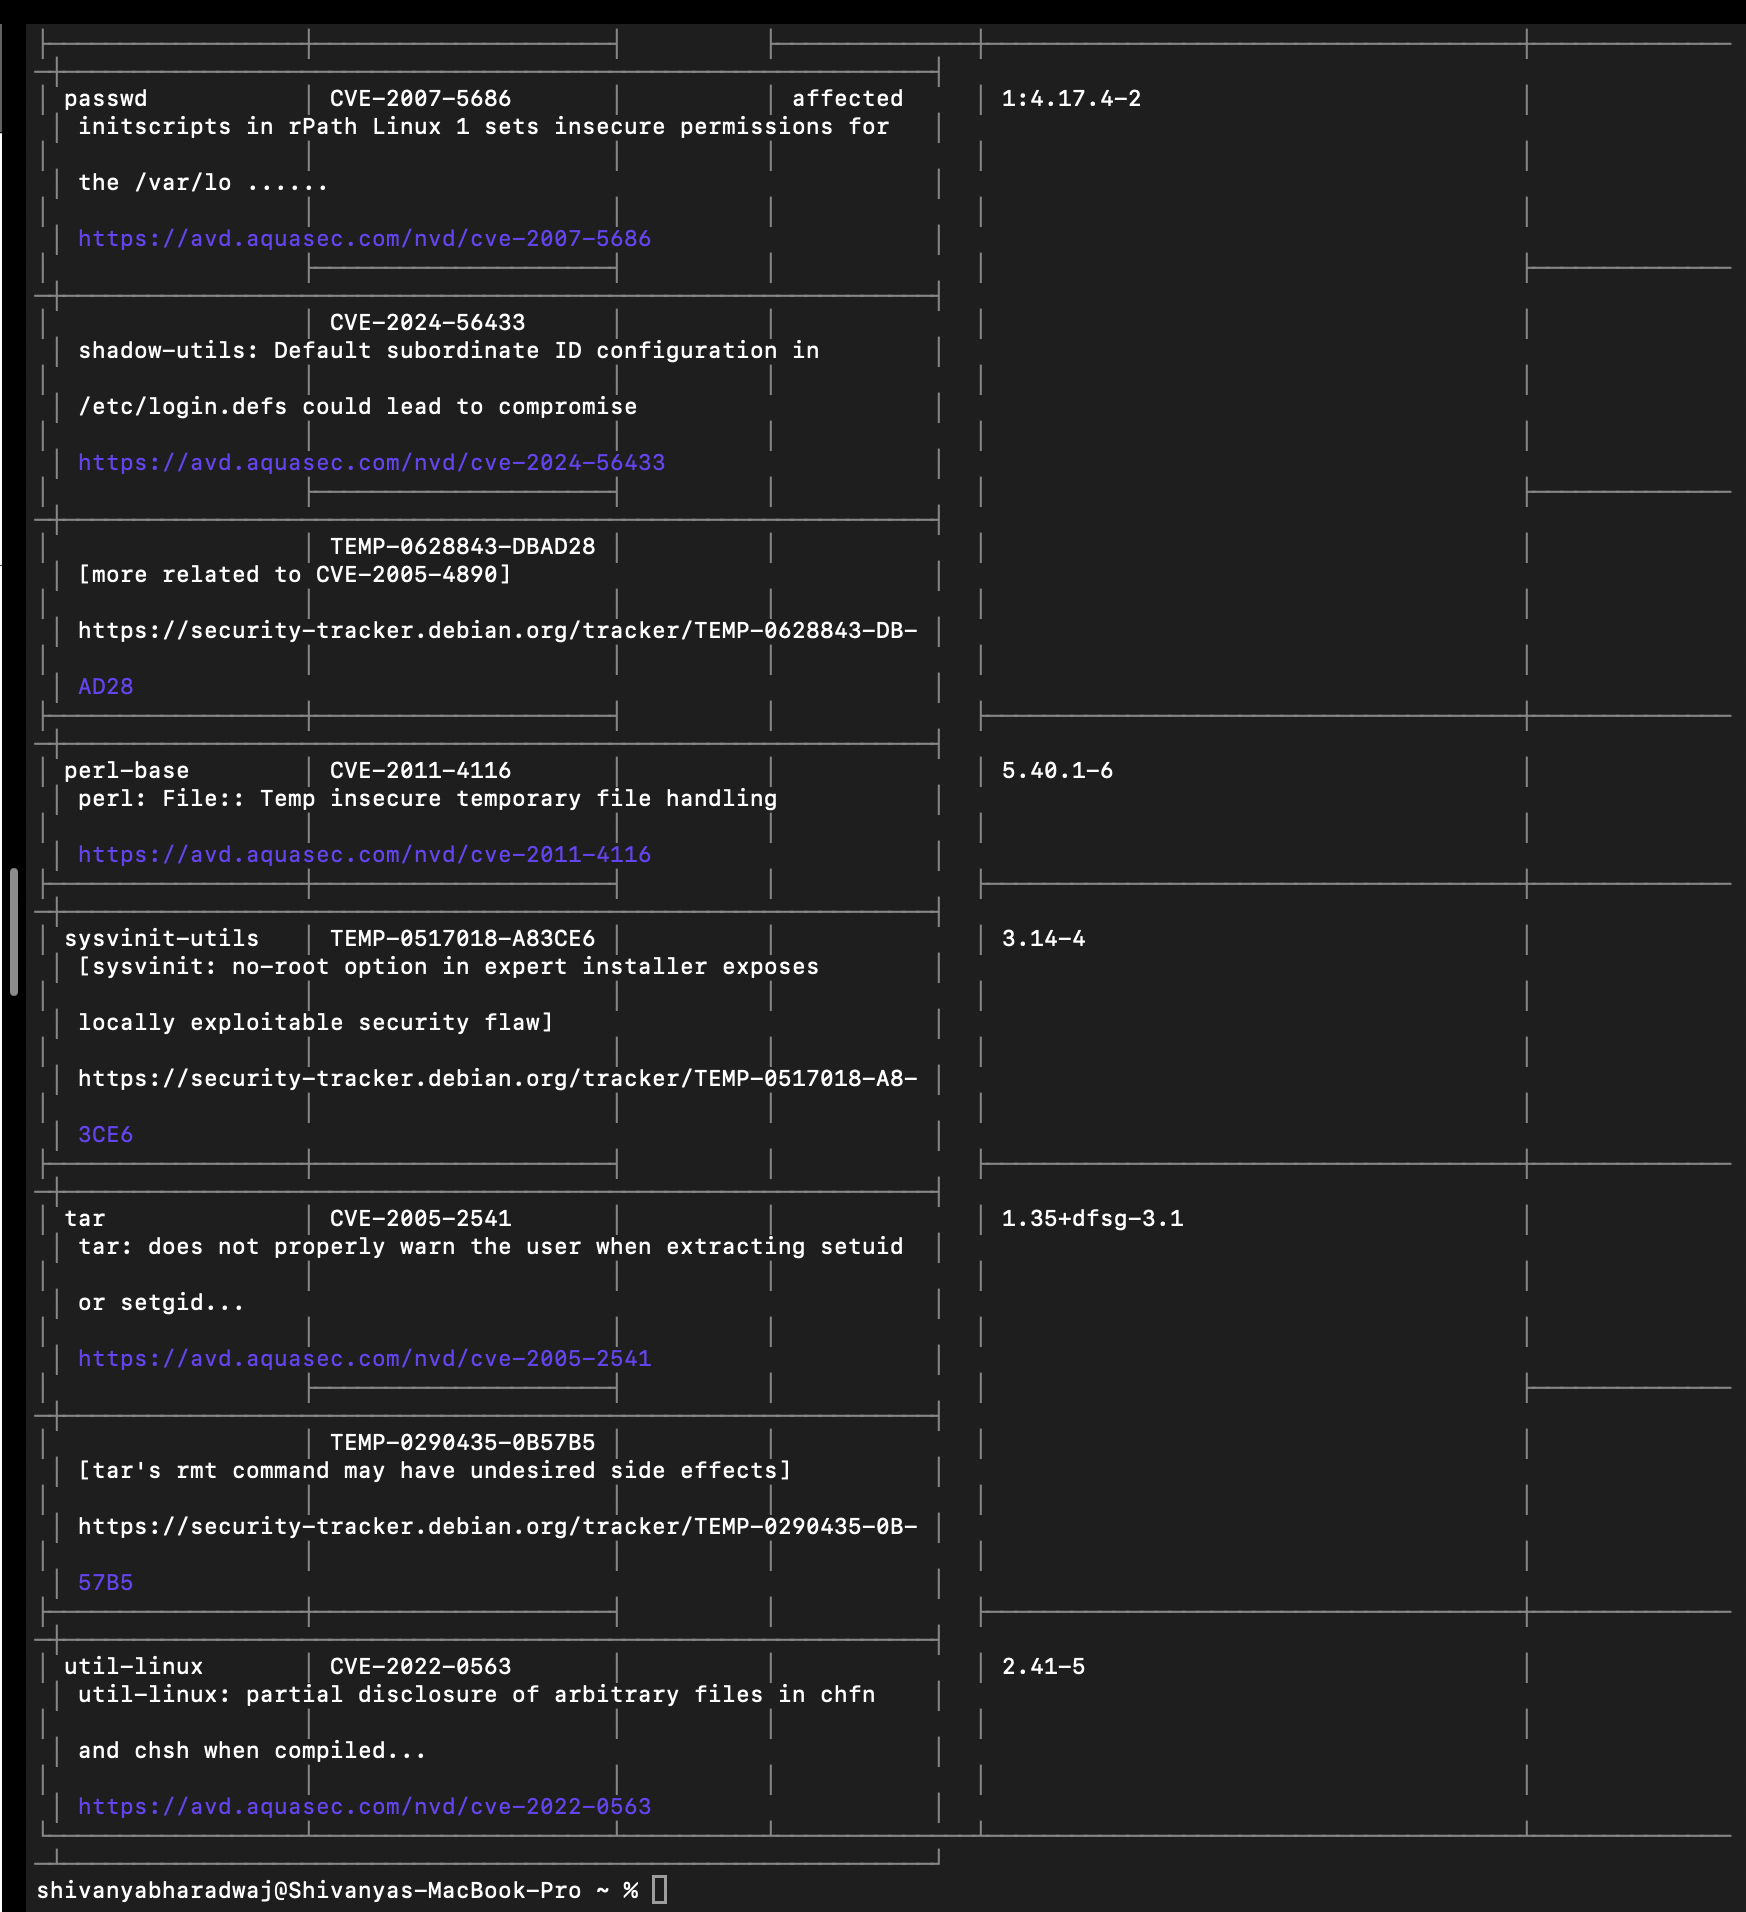 passwd CVE-2007-5686 affected 1:4.17.4-2
initscripts in rPath Linux 1 sets insecure permissions for
the /var/lo ......
https://avd.aquasec.com/nvd/cve-2007-5686
CVE-2024-56433
shadow-utils: Default subordinate ID configuration in
/etc/login.defs could lead to compromise
https://avd.aquasec.com/nvd/cve-2024-56433
TEMP-0628843-DBAD28
[more related to CVE-2005-4890]
https://security-tracker.debian.org/tracker/TEMP-0628843-DB-
AD28
perl-base CVE-2011-4116 5.40.1-6
perl: File:: Temp insecure temporary file handling
https://avd.aquasec.com/nvd/cve-2011-4116
sysvinit-utils TEMP-0517018-A83CE6 3.14-4
[sysvinit: no-root option in expert installer exposes
locally exploitable security flaw]
https://security-tracker.debian.org/tracker/TEMP-0517018-A8-
3CE6
tar CVE-2005-2541 1.35+dfsg-3.1
tar: does not properly warn the user when extracting setuid
or setgid...
https://avd.aquasec.com/nvd/cve-2005-2541
TEMP-0290435-0B57B5
[tar's rmt command may have undesired side effects]
https://security-tracker.debian.org/tracker/TEMP-0290435-0B-
57B5
util-linux CVE-2022-0563 2.41-5
util-linux: partial disclosure of arbitrary files in chfn
and chsh when compiled...
https://avd.aquasec.com/nvd/cve-2022-0563
shivanyabharadwaj@Shivanyas-MacBook-Pro ~ %